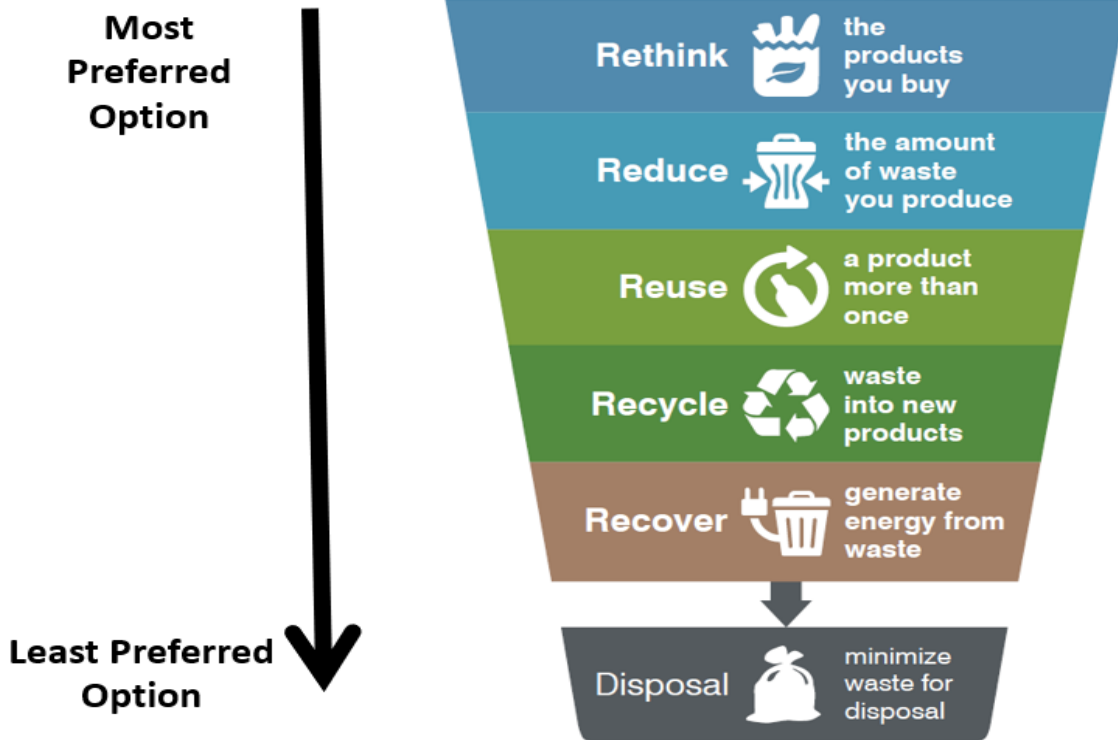 Most
Preferred
Option
Rethink
the
products
you buy
Reduce
the amount
of waste
you produce
Reuse
a product
more than
once
Recycle
waste
into new
products
Recover
generate
energy from
waste
Least Preferred
Option
Disposal
minimize
waste for
disposal